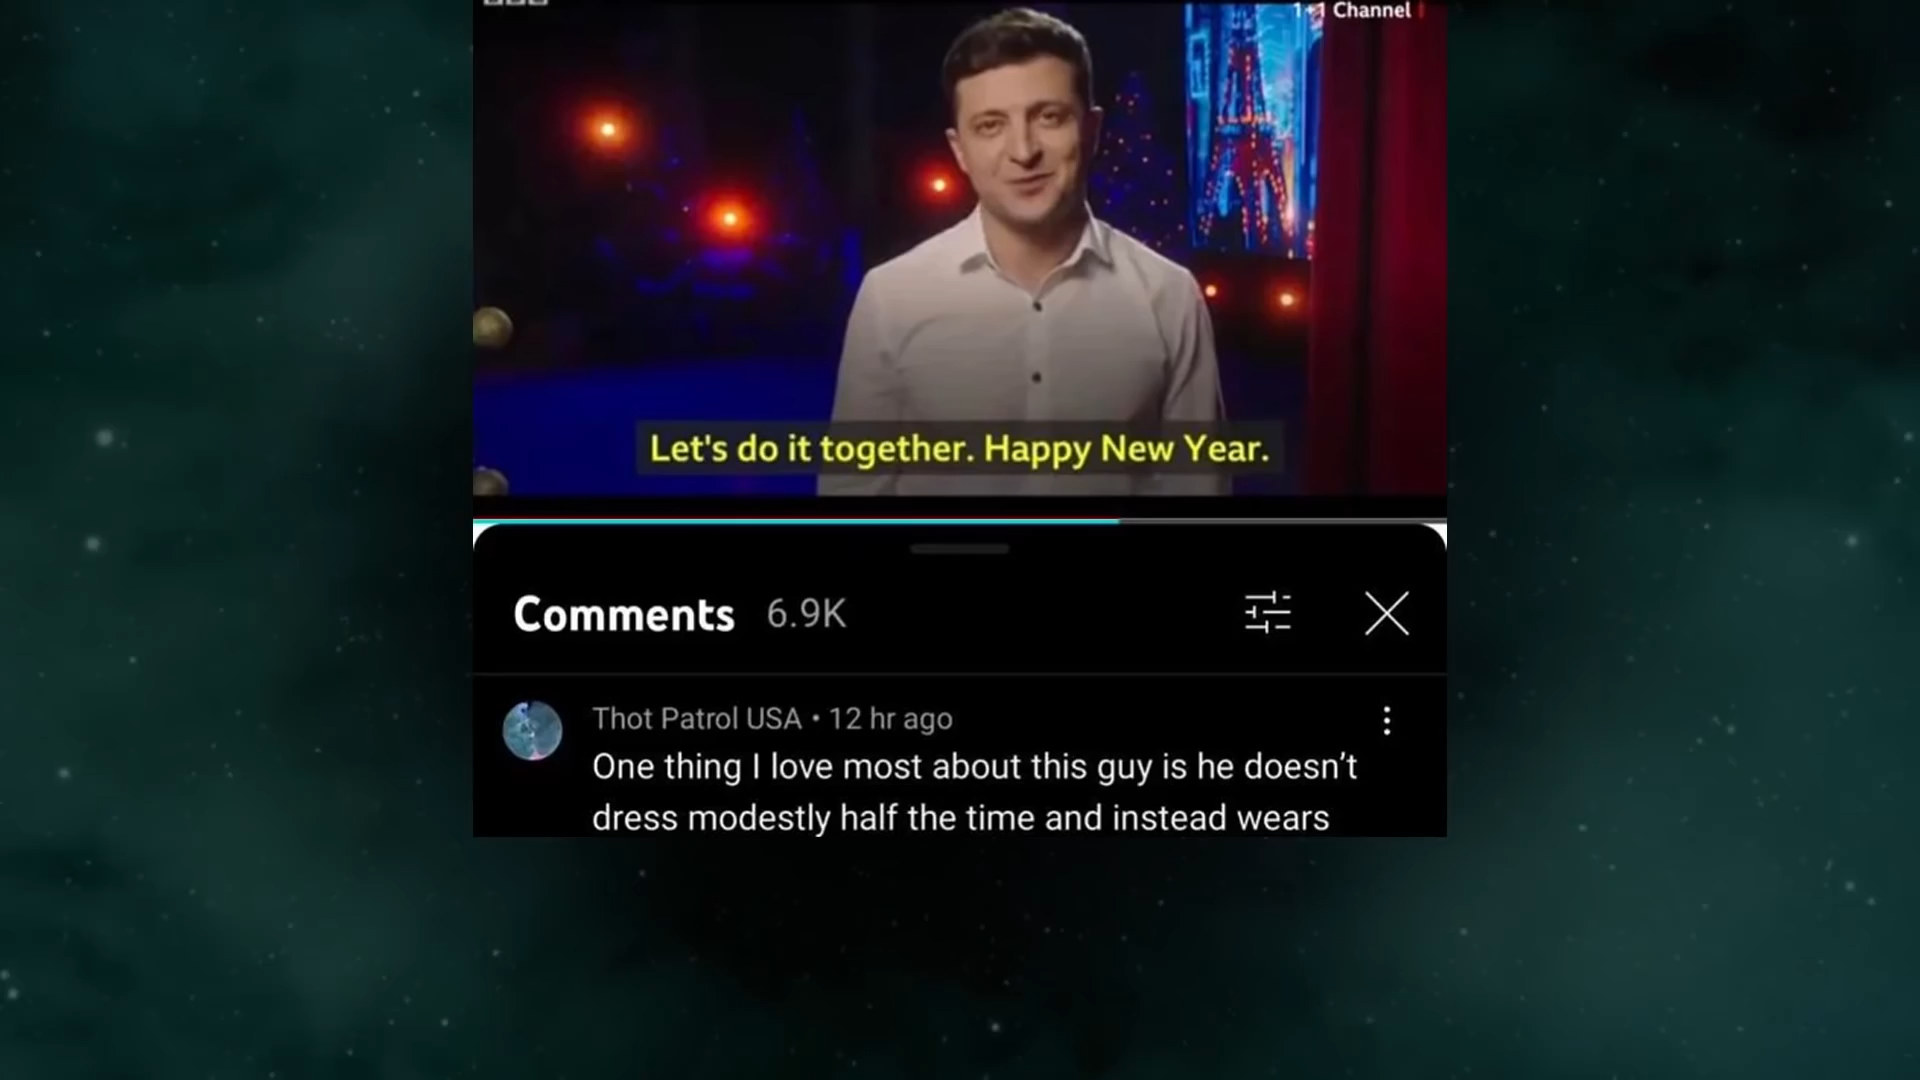 1+1 Channel
Let's do it together. Happy New Year.
Comments 6.9K
Thot Patrol USA • 12 hr ago
One thing I love most about this guy is he doesn’t
dress modestly half the time and instead wears